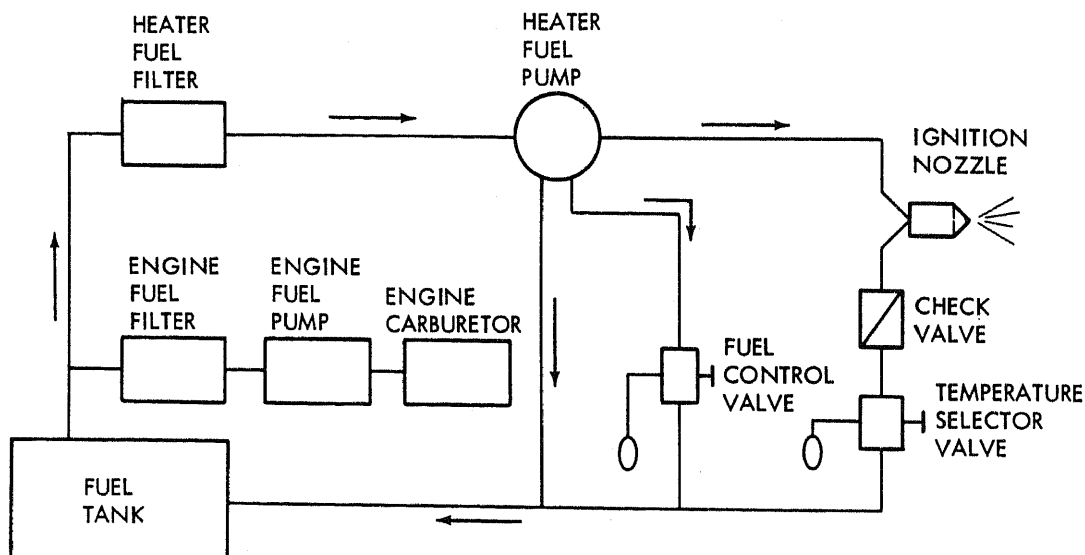 HEATER
FUEL
FILTER
HEATER
FUEL
PUMP
IGNITION
NOZZLE
ENGINE
FUEL
FILTER
ENGINE
FUEL
PUMP
ENGINE
CARBURETOR
CHECK
VALVE
FUEL
CONTROL
VALVE
TEMPERATURE
SELECTOR
VALVE
FUEL
TANK